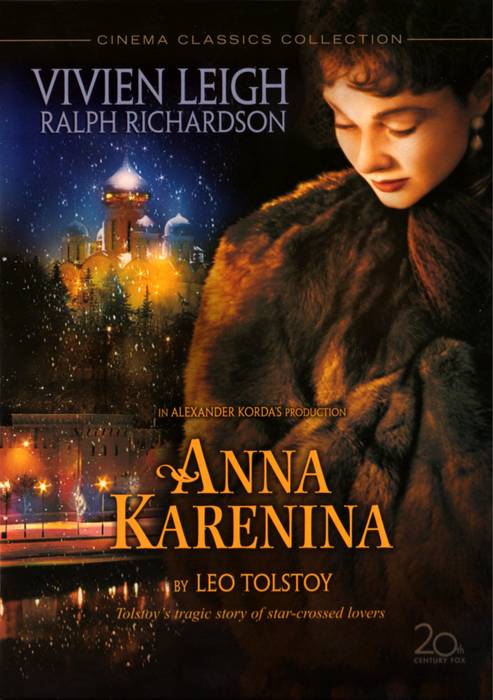 CINEMA CLASSICS COLLECTION
VIVIEN LEIGH
RALPH RICHARDSON
IN ALEXANDER KORDA'S PRODUCTION
ANNA
KARENINA
BY LEO TOLSTOY
Tolstoy's tragic story of star-crossed lovers
20th
CENTURY FOX